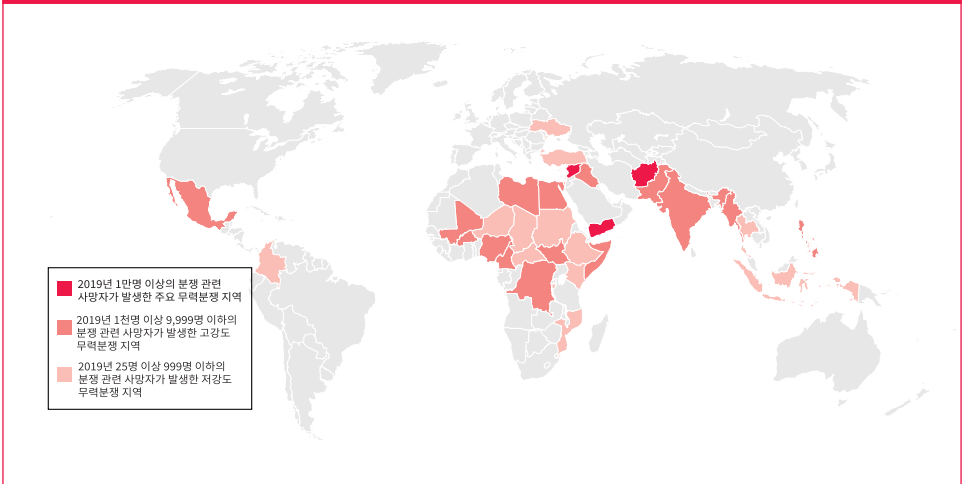 2019년 1만명 이상의 분쟁 관련
사망자가 발생한 주요 무력분쟁 지역
2019년 1천명 이상 9,999명 이하의
분쟁 관련 사망자가 발생한 고강도
무력분쟁 지역
2019년 25명 이상 999명 이하의
분쟁 관련 사망자가 발생한 저강도
무력분쟁 지역